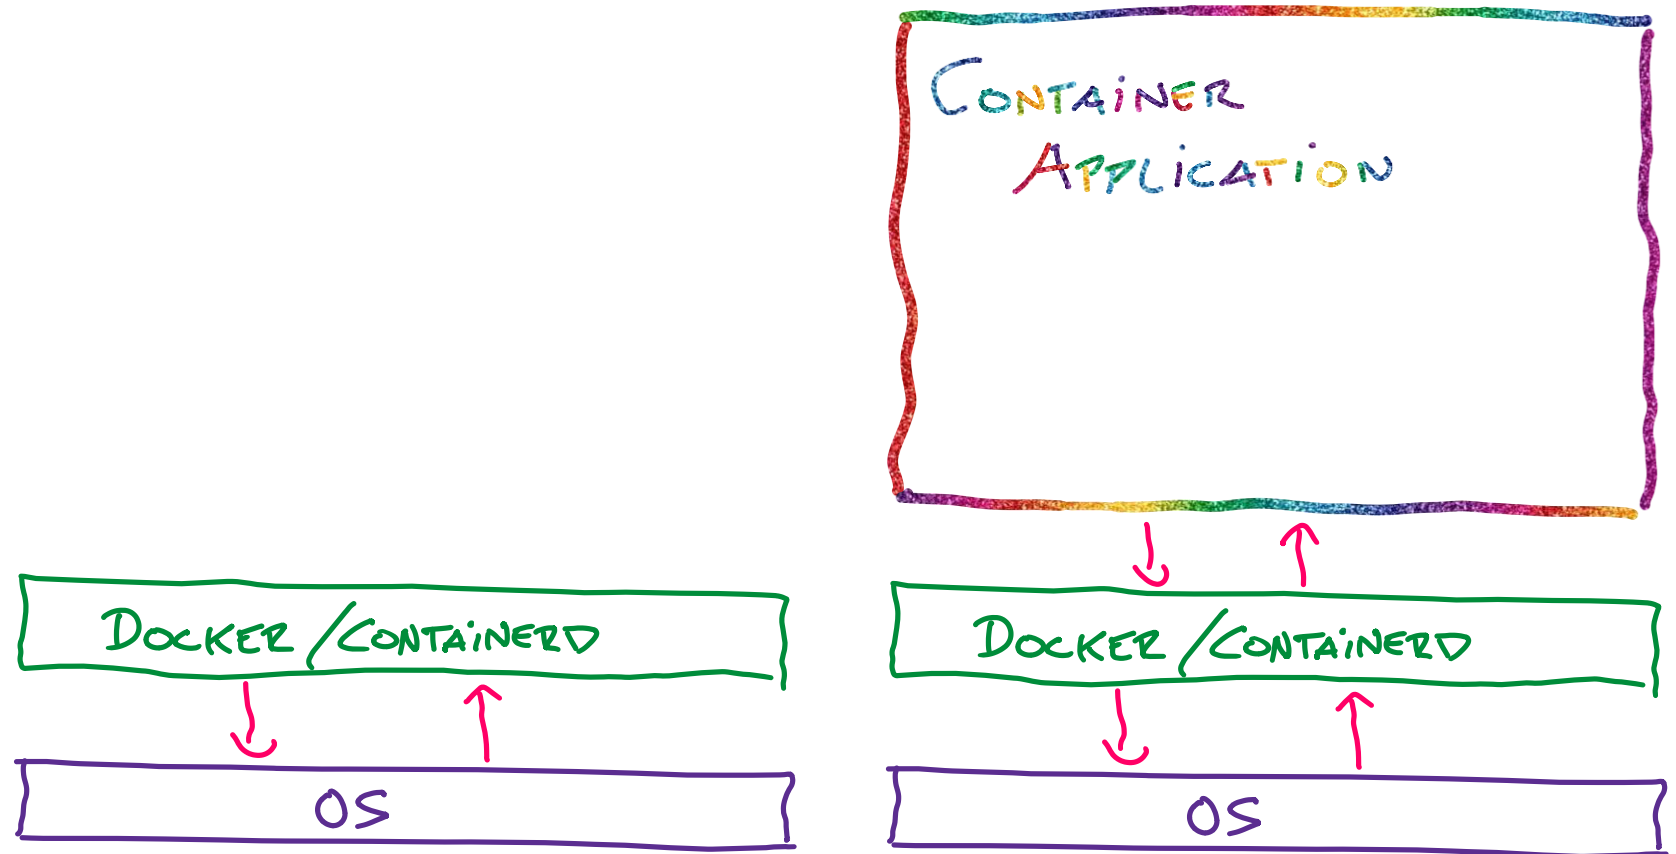 CONTAINER
APPLICATION
DOCKER/CONTAINERD
DOCKER/CONTAINERD
OS
OS